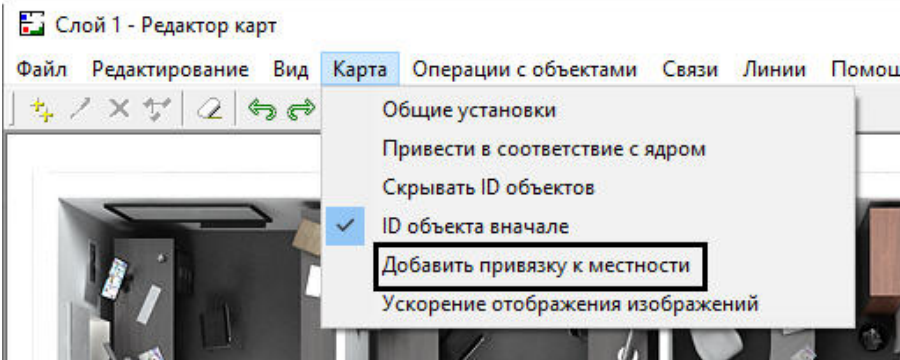 Слой 1 - Редактор карт
Файл Редактирование Вид Карта Операции с объектами Связи Линии Помощ
Общие установки
Привести в соответствие с ядром
Скрывать ID объектов
ID объекта вначале
Добавить привязку к местности
Ускорение отображения изображений